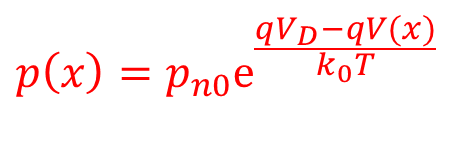 p(x) = p_{n0}e^{\frac{qV_D−qV(x)}{k_0T}}